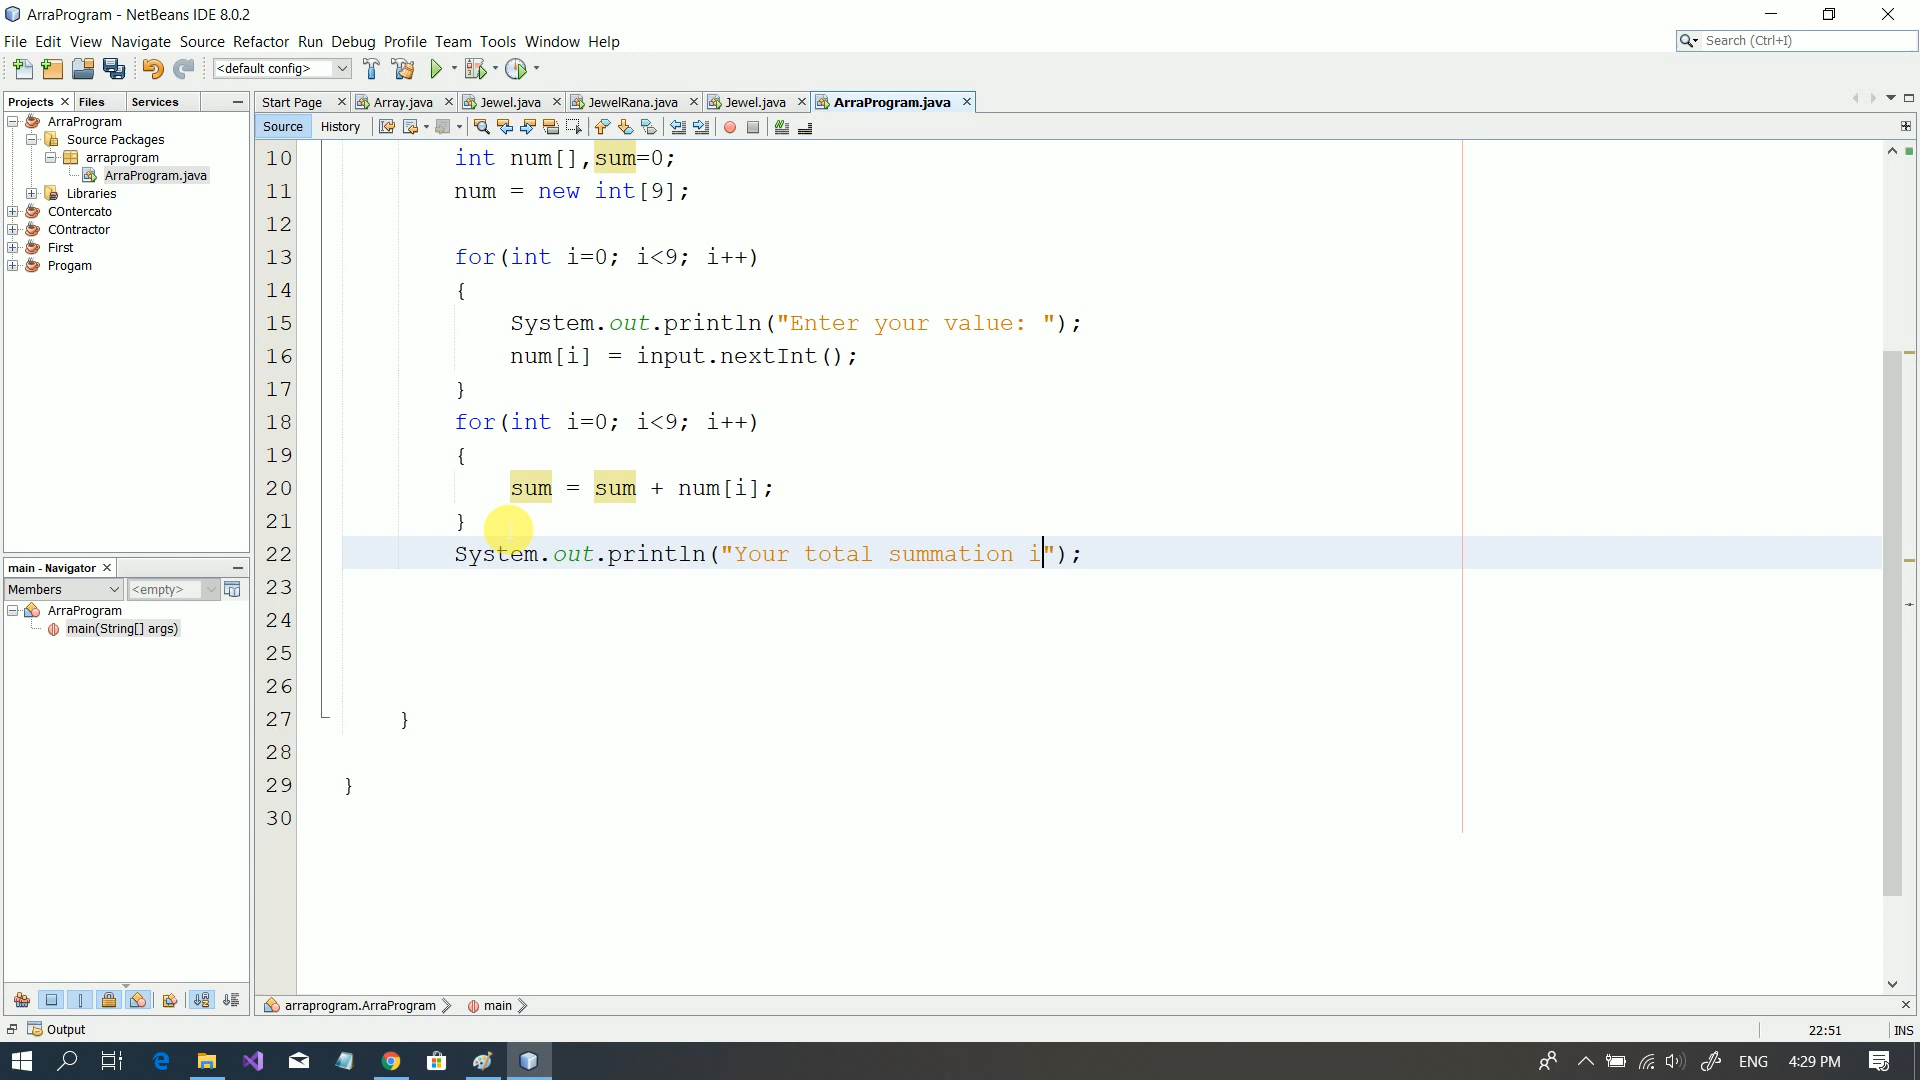 ArraProgram - NetBeans IDE 8.0.2
File Edit View Navigate Source Refactor Run Debug Profile Team Tools Window Help
Search (Ctrl+I)
<default config>
Projects Files Services
Start Page Array.java Jewel.java JewelRana.java Jewel.java ArraProgram.java
Source History
ArraProgram
Source Packages
arraprogram
ArraProgram.java
Libraries
COntercato
COntractor
First
Progam
10 int num[],sum=0;
11 num = new int[9];
12
13 for(int i=0; i<9; i++)
14 {
15 System.out.println("Enter your value: ");
16 num[i] = input.nextInt();
17 }
18 for(int i=0; i<9; i++)
19 {
20 sum = sum + num[i];
21 }
22 System.out.println("Your total summation i");
23
24
25
26
27 }
28
29 }
30
main - Navigator
Members <empty>
ArraProgram
main(String[] args)
arraprogram.ArraProgram main
Output
22:51 INS
ENG 4:29 PM